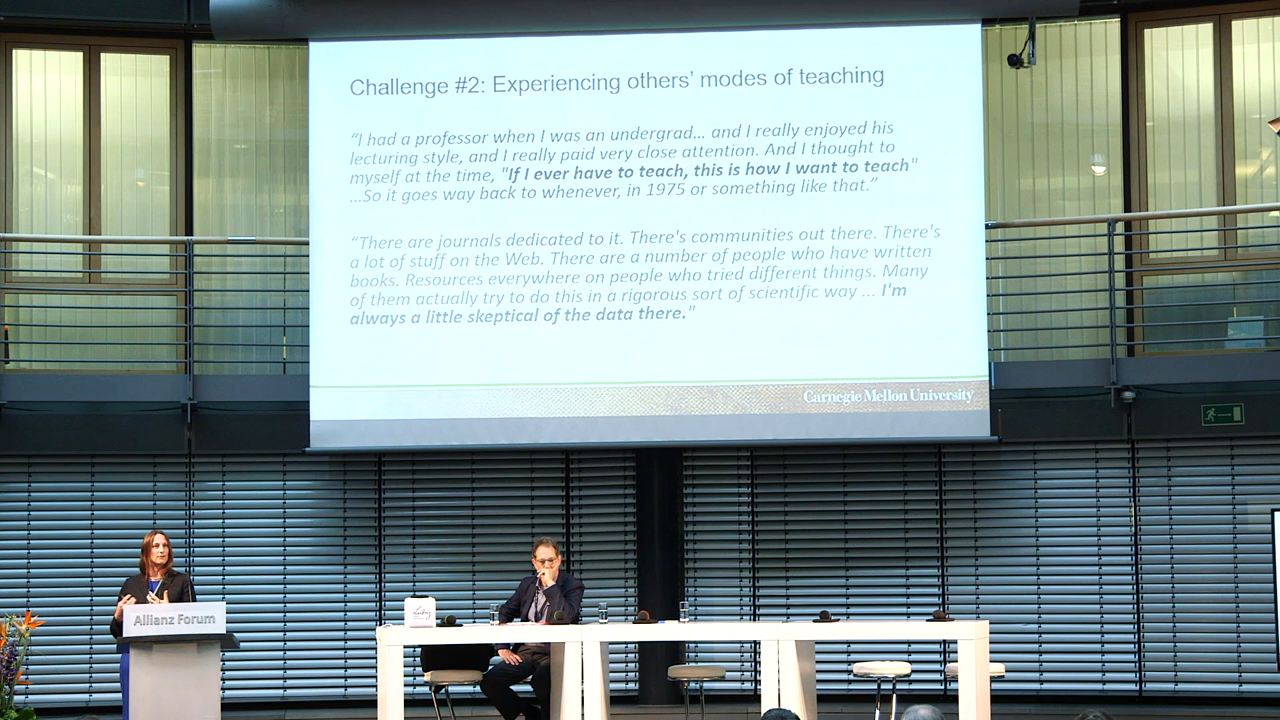 Challenge #2: Experiencing others’ modes of teaching
“I had a professor when I was an undergrad... and I really enjoyed his
lecturing style, and I really paid very close attention. And I thought to
myself at the time, "If I ever have to teach, this is how I want to teach"
...So it goes way back to whenever, in 1975 or something like that.”
“There are journals dedicated to it. There's communities out there. There's
a lot of stuff on the Web. There are a number of people who have written
books. Resources everywhere on people who tried different things. Many
of them actually try to do this in a rigorous sort of scientific way ... I'm
always a little skeptical of the data there."
Carnegie Mellon University
Allianz Forum